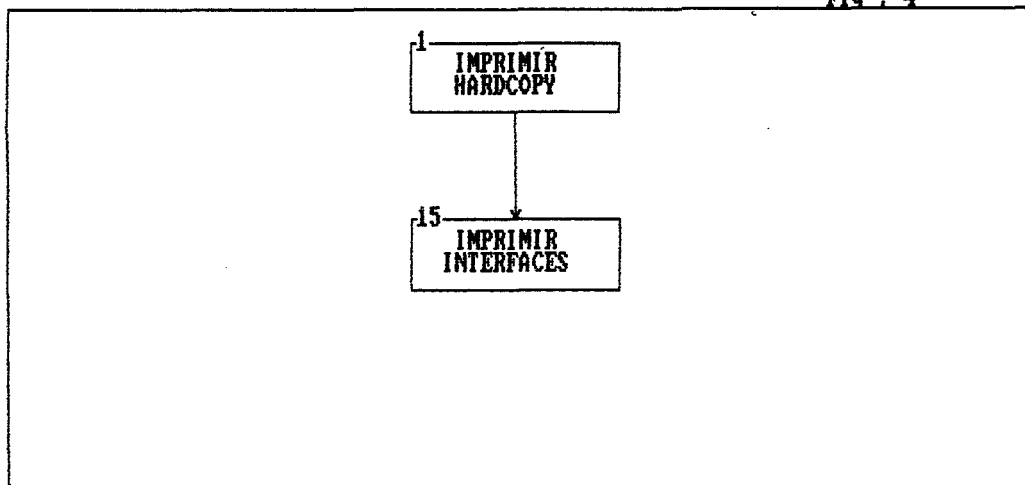 1
IMPRIMIR
HARDCOPY
15
IMPRIMIR
INTERFACES